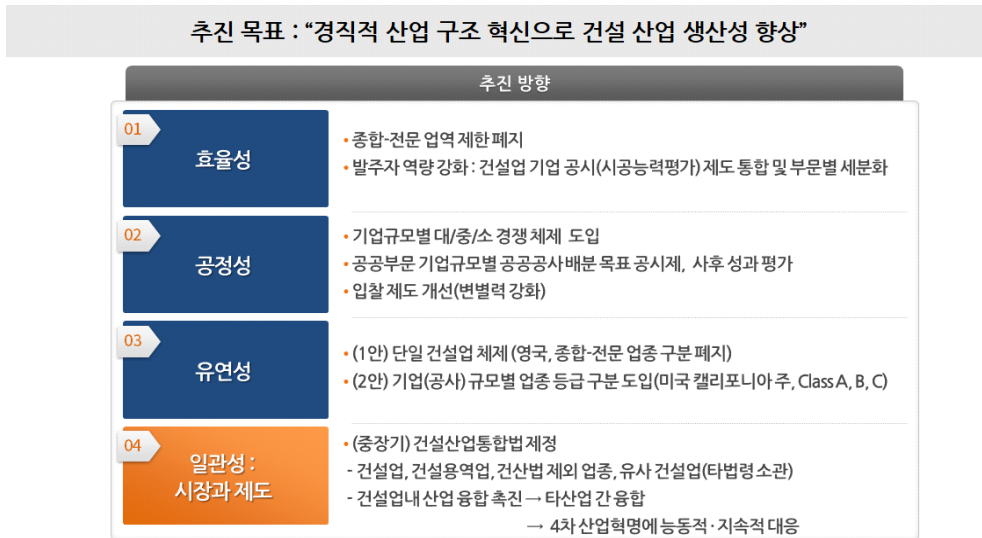 추진 목표 : “경직적 산업 구조 혁신으로 건설 산업 생산성 향상”
추진 방향
01
효율성
• 종합-전문 업역 제한 폐지
• 발주자 역량 강화 : 건설업 기업 공시(시공능력평가) 제도 통합 및 부문별 세분화
02
공정성
• 기업규모별 대/중/소 경쟁 체제 도입
• 공공부문 기업규모별 공공공사 배분 목표 공시제, 사후 성과 평가
• 입찰 제도 개선(변별력 강화)
03
유연성
• (1안) 단일 건설업 체제 (영국, 종합-전문 업종 구분 폐지)
• (2안) 기업(공사) 규모별 업종 등급 구분 도입(미국 캘리포니아 주, Class A, B, C)
04
일관성 :
시장과 제도
• (중장기) 건설산업통합법 제정
- 건설업, 건설용역업, 건산법 제외 업종, 유사 건설업(타법령 소관)
- 건설업내 산업 융합 촉진 → 타산업 간 융합
→ 4차 산업혁명에 능동적·지속적 대응